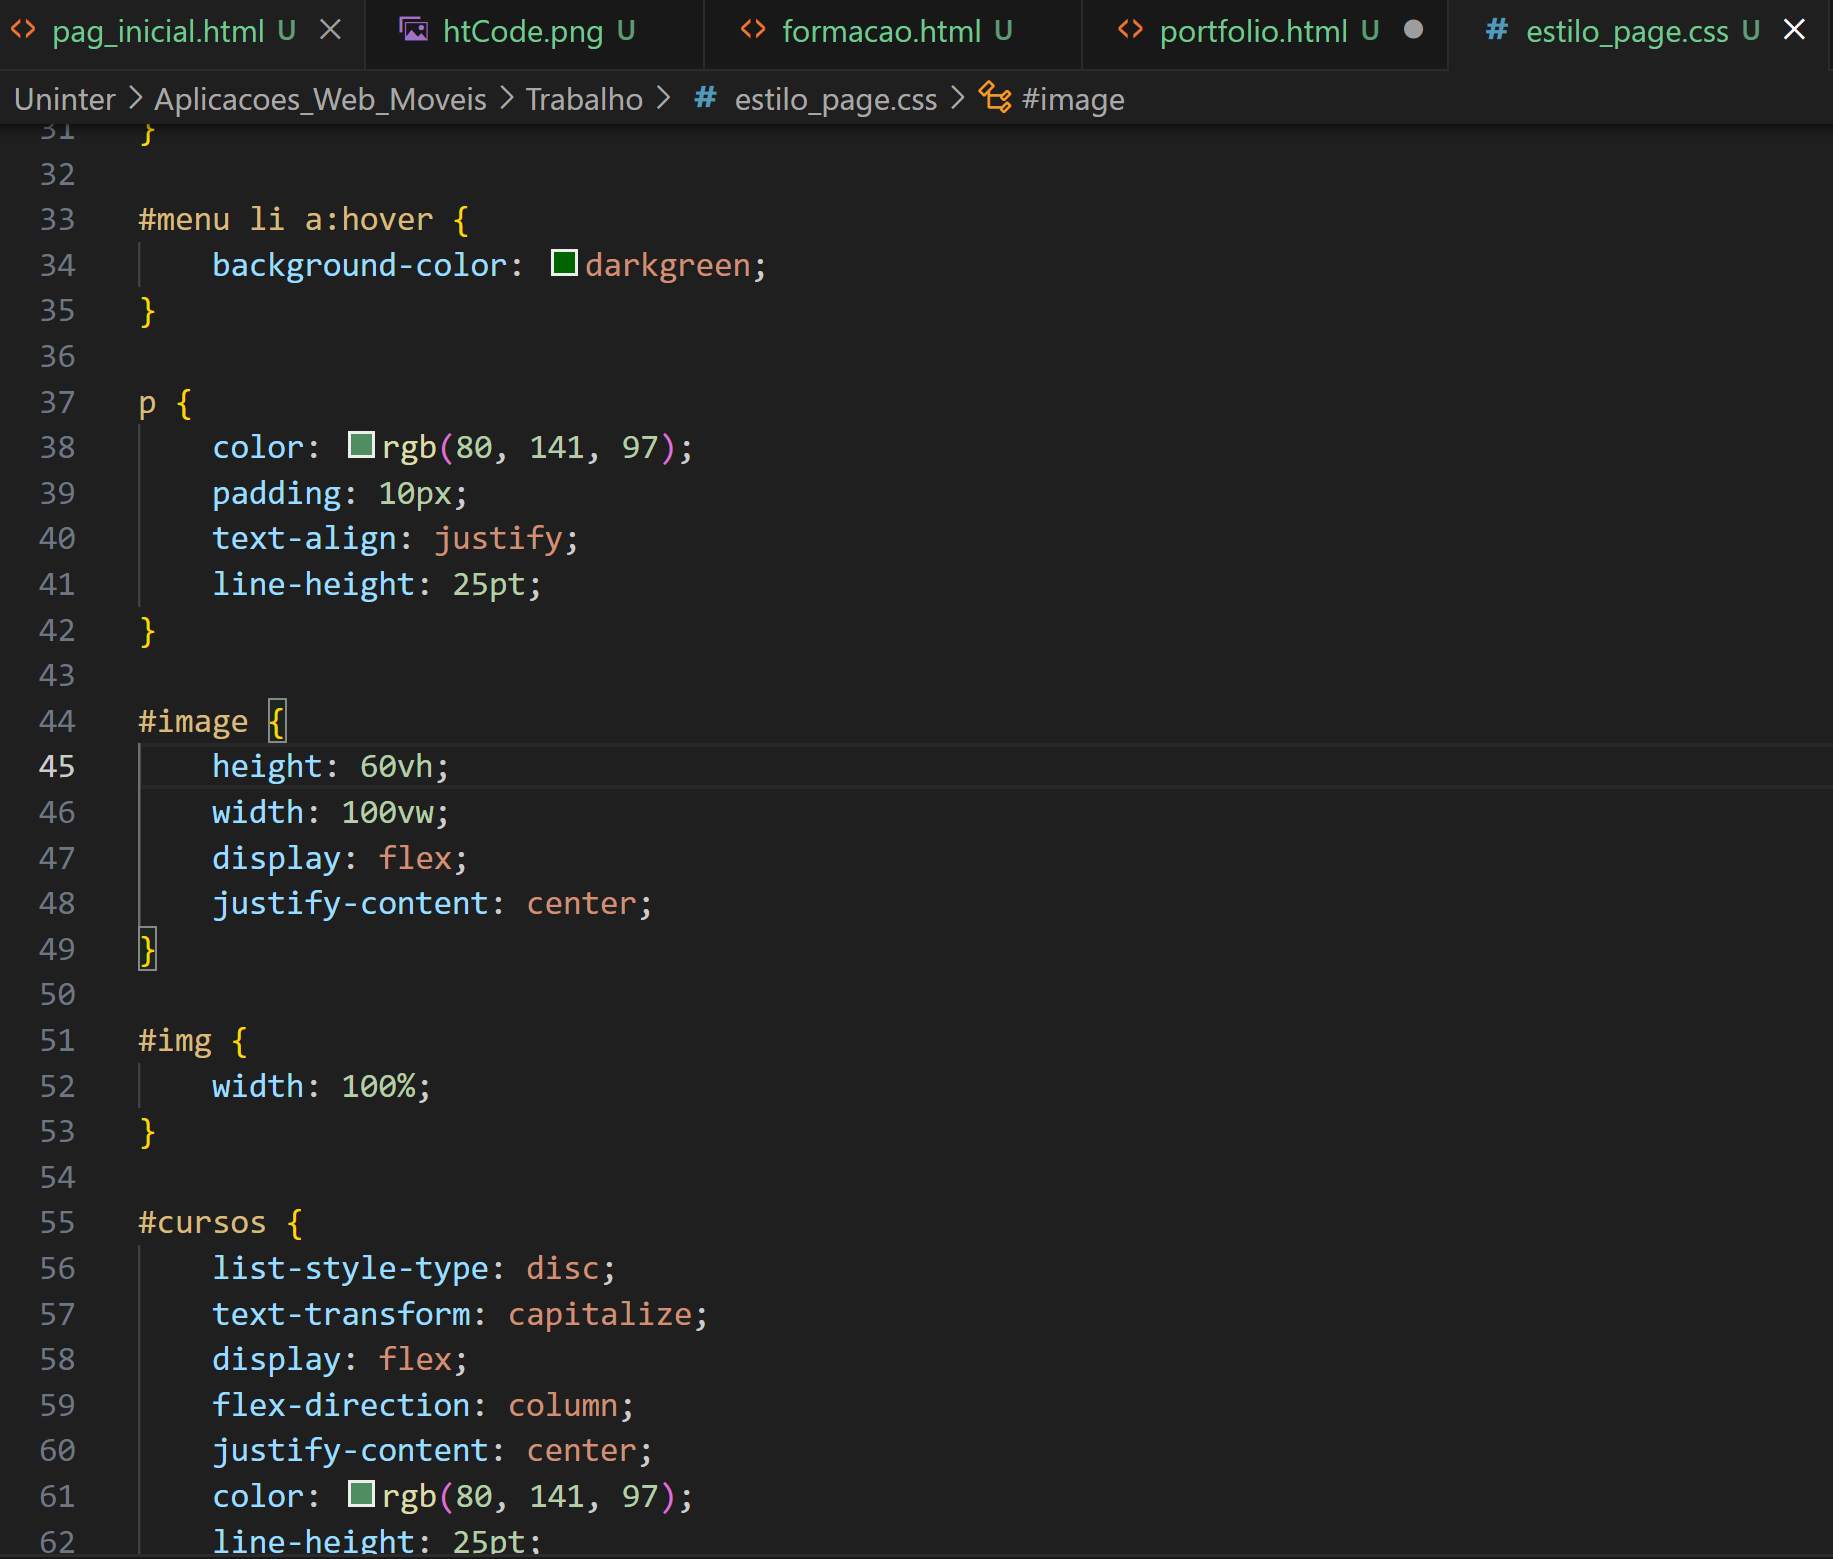 pag_inicial.html U
htCode.png U
formacao.html U
portfolio.html U
estilo_page.css U
Uninter > Aplicacoes_Web_Moveis > Trabalho > # estilo_page.css > #image
31 }
32
33 #menu li a:hover {
34 background-color: darkgreen;
35 }
36
37 p {
38 color: rgb(80, 141, 97);
39 padding: 10px;
40 text-align: justify;
41 line-height: 25pt;
42 }
43
44 #image {
45 height: 60vh;
46 width: 100vw;
47 display: flex;
48 justify-content: center;
49 }
50
51 #img {
52 width: 100%;
53 }
54
55 #cursos {
56 list-style-type: disc;
57 text-transform: capitalize;
58 display: flex;
59 flex-direction: column;
60 justify-content: center;
61 color: rgb(80, 141, 97);
62 line-height: 25pt;